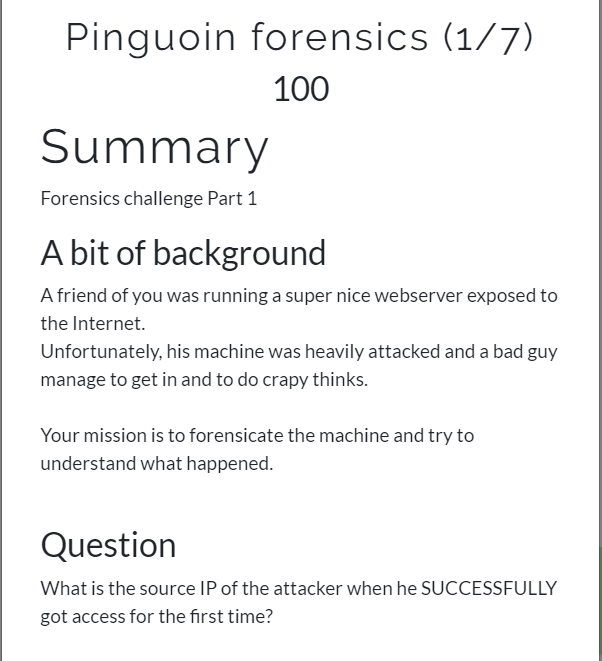 Pinguoin forensics (1/7)
100
Summary
Forensics challenge Part 1
A bit of background
A friend of you was running a super nice webserver exposed to
the Internet.
Unfortunately, his machine was heavily attacked and a bad guy
manage to get in and to do crapy thinks.
Your mission is to forensicate the machine and try to
understand what happened.
Question
What is the source IP of the attacker when he SUCCESSFULLY
got access for the first time?